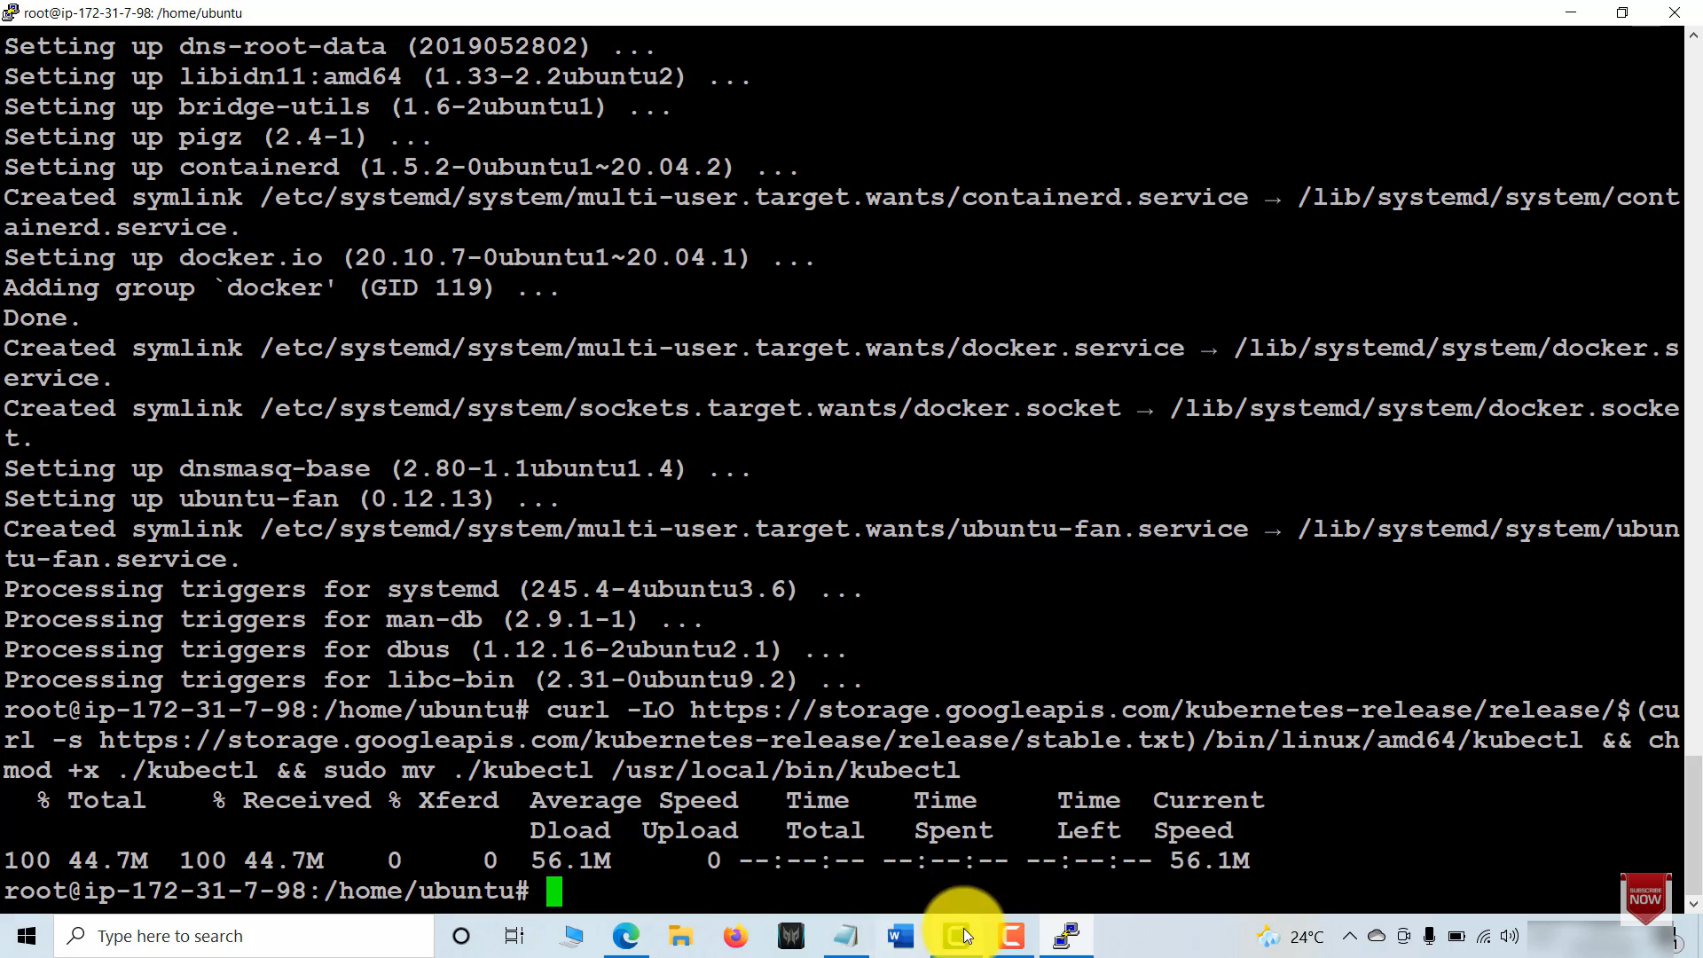 root@ip-172-31-7-98: /home/ubuntu
Setting up dns-root-data (2019052802) ...
Setting up libidn11:amd64 (1.33-2.2ubuntu2) ...
Setting up bridge-utils (1.6-2ubuntu1) ...
Setting up pigz (2.4-1) ...
Setting up containerd (1.5.2-0ubuntu1~20.04.2) ...
Created symlink /etc/systemd/system/multi-user.target.wants/containerd.service → /lib/systemd/system/cont
ainerd.service.
Setting up docker.io (20.10.7-0ubuntu1~20.04.1) ...
Adding group `docker' (GID 119) ...
Done.
Created symlink /etc/systemd/system/multi-user.target.wants/docker.service → /lib/systemd/system/docker.s
ervice.
Created symlink /etc/systemd/system/sockets.target.wants/docker.socket → /lib/systemd/system/docker.socke
t.
Setting up dnsmasq-base (2.80-1.1ubuntu1.4) ...
Setting up ubuntu-fan (0.12.13) ...
Created symlink /etc/systemd/system/multi-user.target.wants/ubuntu-fan.service → /lib/systemd/system/ubun
tu-fan.service.
Processing triggers for systemd (245.4-4ubuntu3.6) ...
Processing triggers for man-db (2.9.1-1) ...
Processing triggers for dbus (1.12.16-2ubuntu2.1) ...
Processing triggers for libc-bin (2.31-0ubuntu9.2) ...
root@ip-172-31-7-98:/home/ubuntu# curl -LO https://storage.googleapis.com/kubernetes-release/release/$(cu
rl -s https://storage.googleapis.com/kubernetes-release/release/stable.txt)/bin/linux/amd64/kubectl && ch
mod +x ./kubectl && sudo mv ./kubectl /usr/local/bin/kubectl
% Total % Received % Xferd Average Speed Time Time Time Current
Dload Upload Total Spent Left Speed
100 44.7M 100 44.7M 0 0 56.1M 0 --:--:-- --:--:-- --:--:-- 56.1M
root@ip-172-31-7-98:/home/ubuntu#
SUBSCRIBE
NOW
Type here to search
W
24°C
1